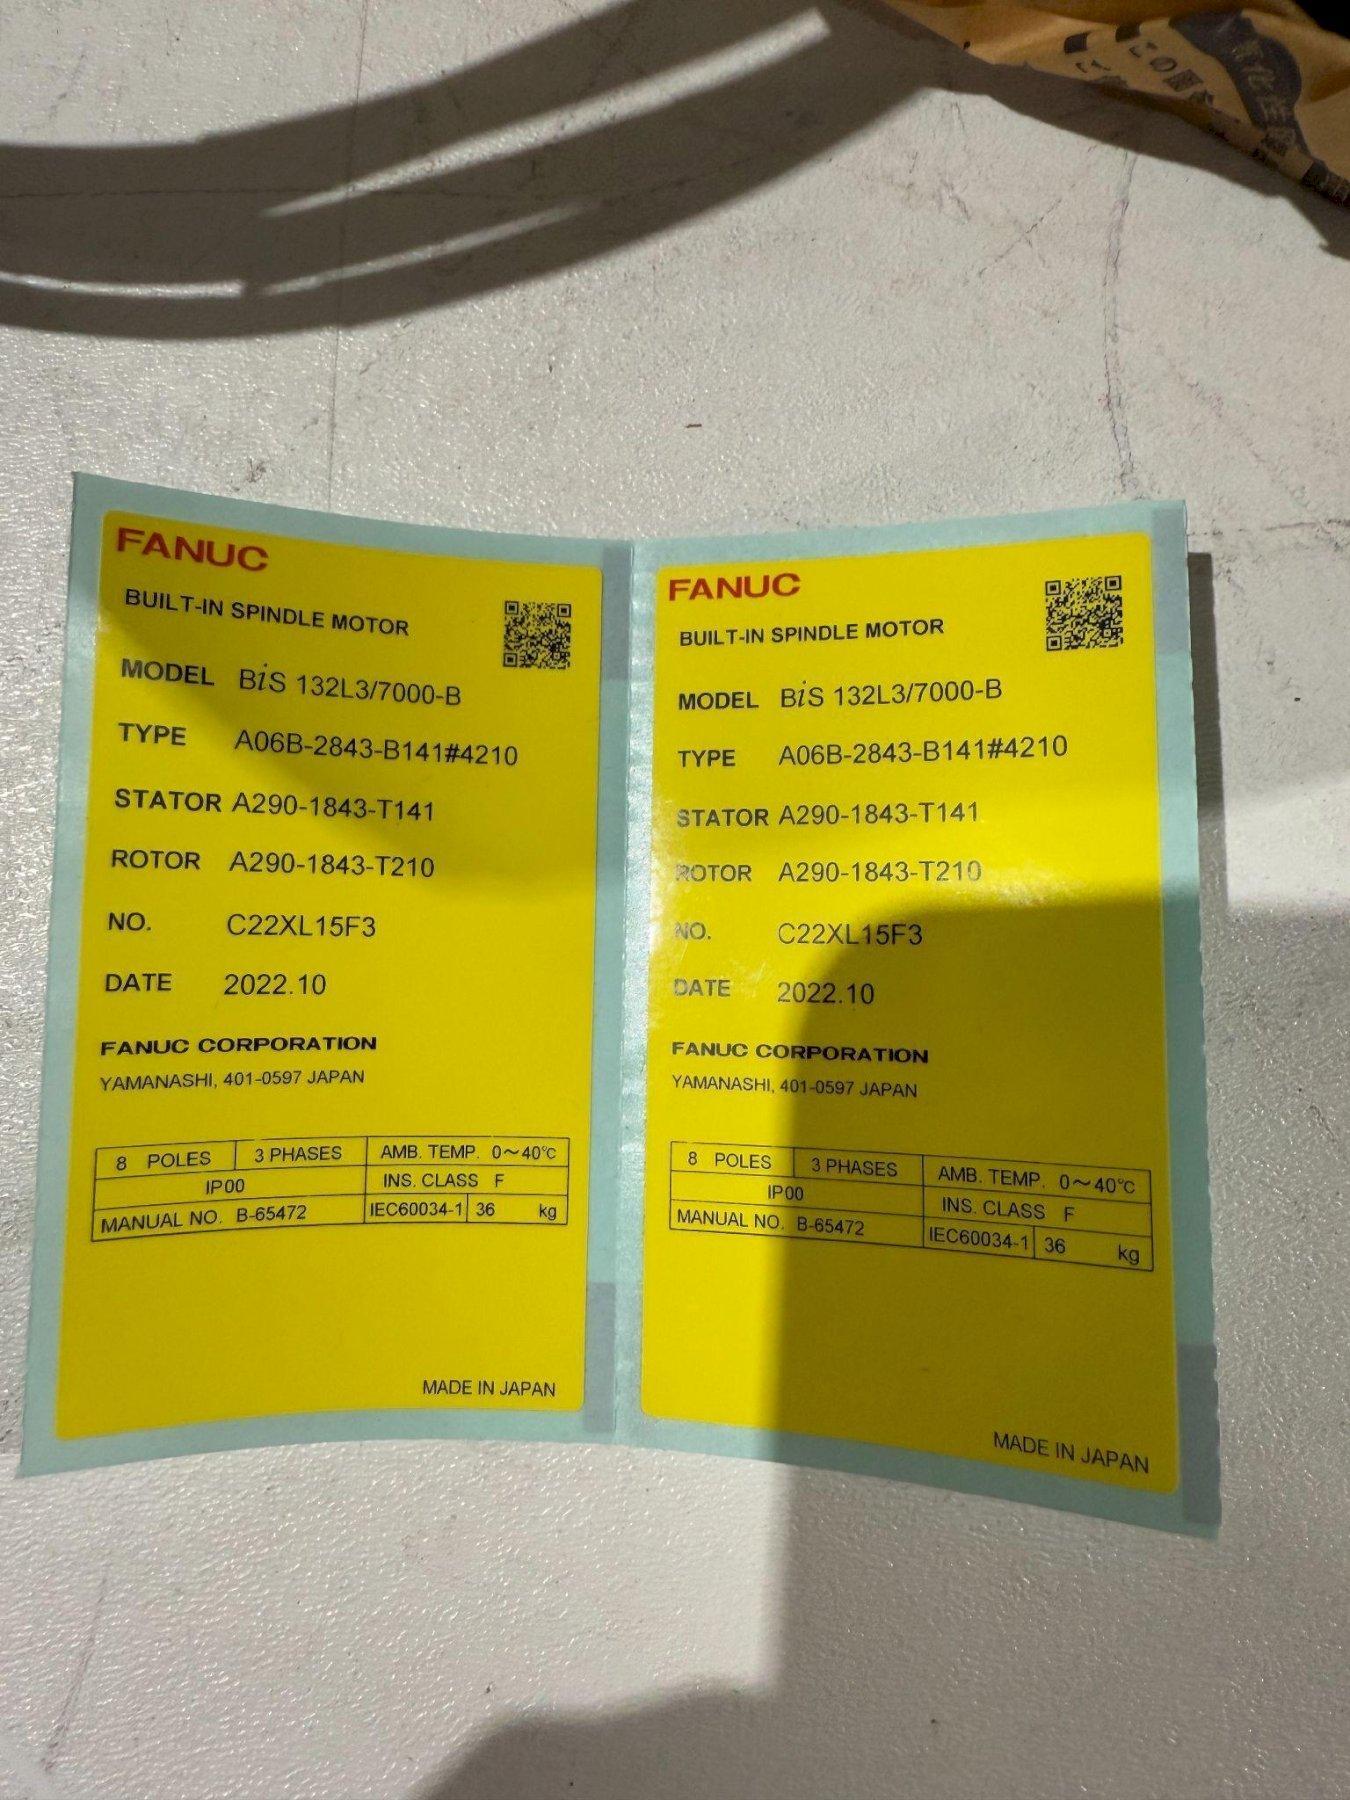 FANUC
BUILT-IN SPINDLE MOTOR
MODEL BiS 132L3/7000-B
TYPE A06B-2843-B141#4210
STATOR A290-1843-T141
ROTOR A290-1843-T210
NO. C22XL15F3
DATE 2022.10
FANUC CORPORATION
YAMANASHI, 401-0597 JAPAN
8 POLES 3 PHASES AMB. TEMP. 0～40℃
IP00 INS. CLASS F
MANUAL NO. B-65472 IEC60034-1 36 kg
MADE IN JAPAN
FANUC
BUILT-IN SPINDLE MOTOR
MODEL BiS 132L3/7000-B
TYPE A06B-2843-B141#4210
STATOR A290-1843-T141
ROTOR A290-1843-T210
NO. C22XL15F3
DATE 2022.10
FANUC CORPORATION
YAMANASHI, 401-0597 JAPAN
8 POLES 3 PHASES AMB. TEMP. 0～40℃
IP00 INS. CLASS F
MANUAL NO. B-65472 IEC60034-1 36 kg
MADE IN JAPAN